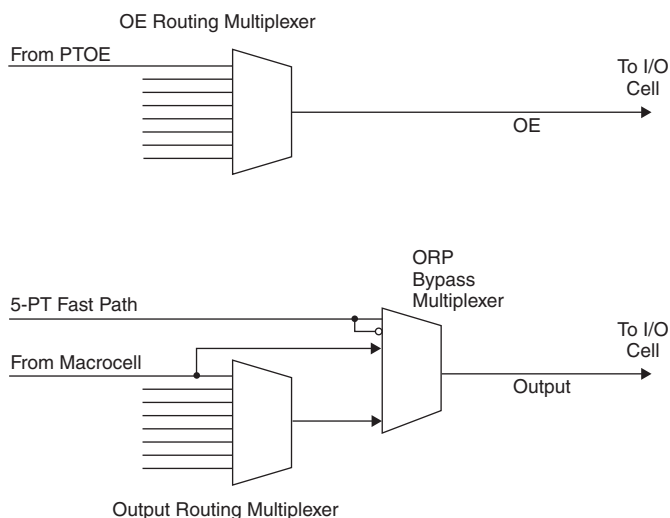 OE Routing Multiplexer
From PTOE
To I/O
Cell
OE
ORP
Bypass
Multiplexer
5-PT Fast Path
To I/O
Cell
From Macrocell
Output
Output Routing Multiplexer